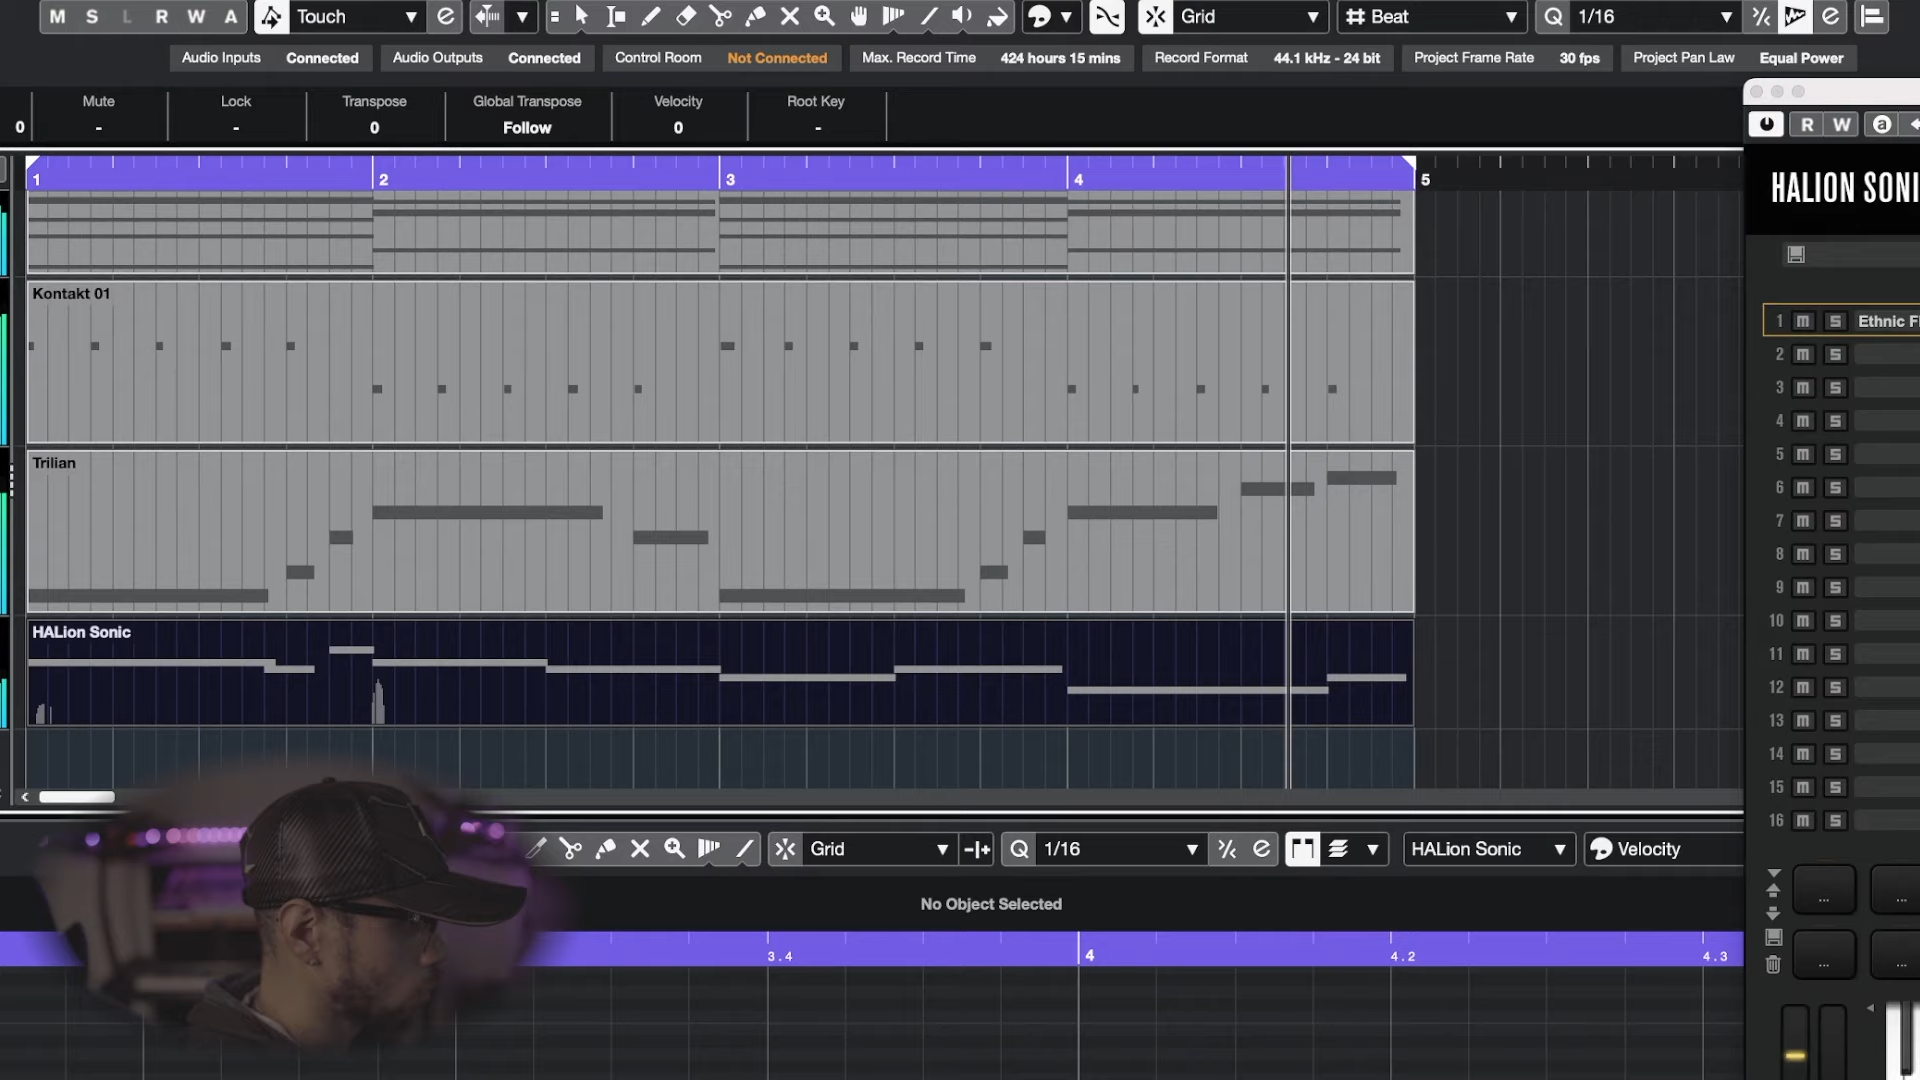 M S L R W A Touch Grid Beat 1/16
Audio Inputs Connected Audio Outputs Connected Control Room Not Connected Max. Record Time 424 hours 15 mins Record Format 44.1 kHz - 24 bit Project Frame Rate 30 fps Project Pan Law Equal Power
Mute Lock Transpose Global Transpose Velocity Root Key
0 - - 0 Follow 0 -
R W a
1 2 3 4 5
HALION SONI
Kontakt 01
1 m S Ethnic Fl
2 m S
3 m S
4 m S
5 m S
Trilian
6 m S
7 m S
8 m S
9 m S
10 m S
HALion Sonic
11 m S
12 m S
13 m S
14 m S
15 m S
16 m S
Grid 1/16 HALion Sonic Velocity
No Object Selected
3.4 4 4.2 4.3